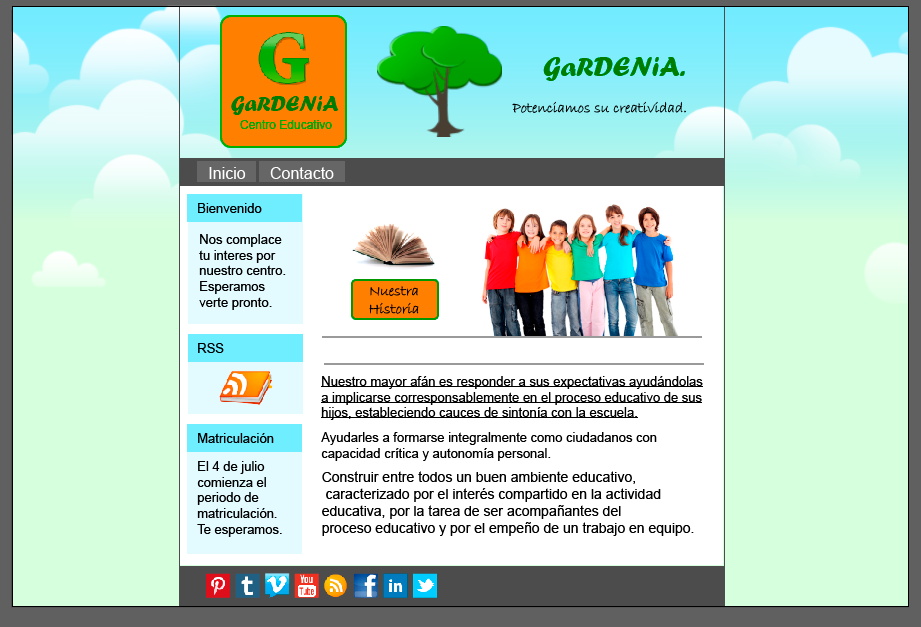 G
GaRDENiA
Centro Educativo
GaRDENiA.
Potenciamos su creatividad.
Inicio
Contacto
Bienvenido
Nos complace
tu interes por
nuestro centro.
Esperamos
verte pronto.
RSS
Matriculación
El 4 de julio
comienza el
periodo de
matriculación.
Te esperamos.
Nuestra
Historia
Nuestro mayor afán es responder a sus expectativas ayudándolas
a implicarse corresponsablemente en el proceso educativo de sus
hijos, estableciendo cauces de sintonía con la escuela.
Ayudarles a formarse integralmente como ciudadanos con
capacidad crítica y autonomía personal.
Construir entre todos un buen ambiente educativo,
caracterizado por el interés compartido en la actividad
educativa, por la tarea de ser acompañantes del
proceso educativo y por el empeño de un trabajo en equipo.
You
Tube
in